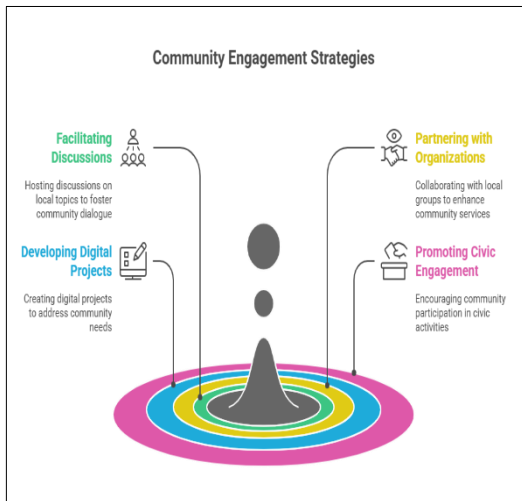 Community Engagement Strategies
Facilitating
Discussions
Hosting discussions on
local topics to foster
community dialogue
Developing Digital
Projects
Creating digital projects
to address community
needs
Partnering with
Organizations
Collaborating with local
groups to enhance
community services
Promoting Civic
Engagement
Encouraging community
participation in civic
activities